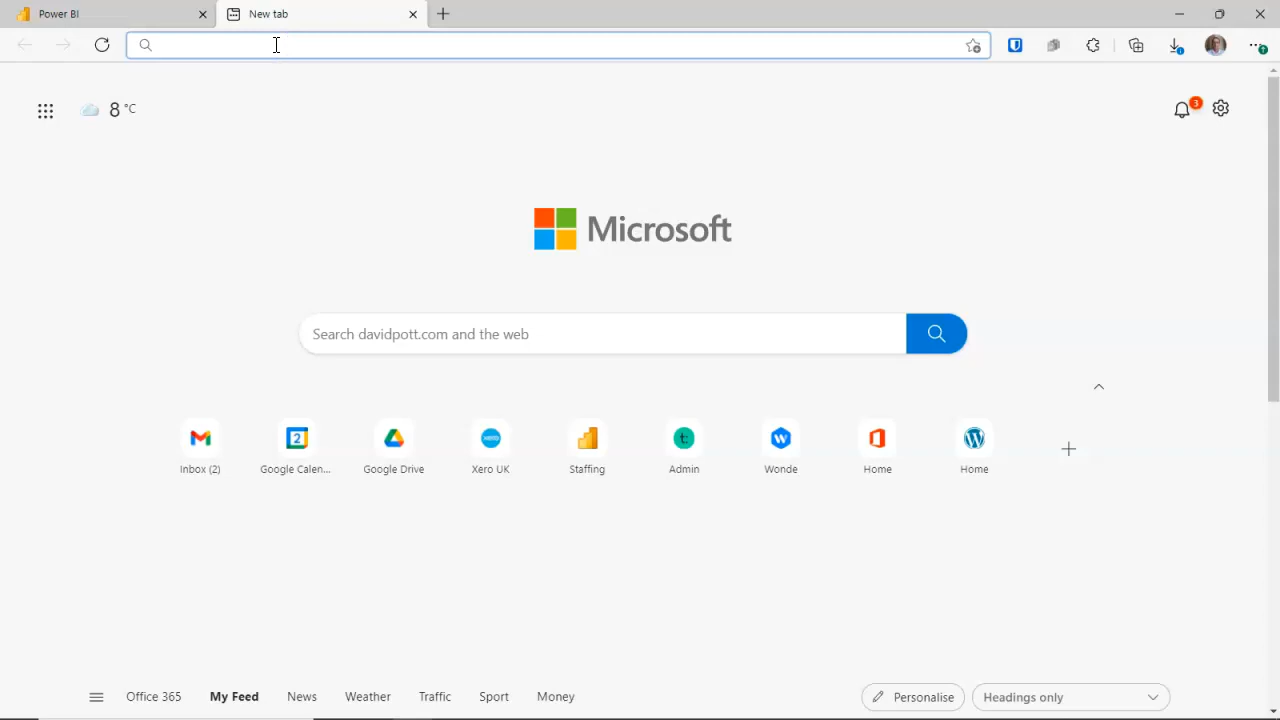 Power BI
New tab
8 °C
3
Microsoft
Search davidpott.com and the web
2
xero
t:
Inbox (2)
Google Calen...
Google Drive
Xero UK
Staffing
Admin
Wonde
Home
Home
Office 365
My Feed
News
Weather
Traffic
Sport
Money
Personalise
Headings only